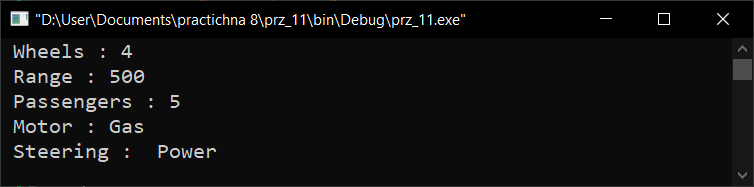 "D:\User\Documents\practichna 8\prz_11\bin\Debug\prz_11.exe"
Wheels : 4
Range : 500
Passengers : 5
Motor : Gas
Steering :  Power